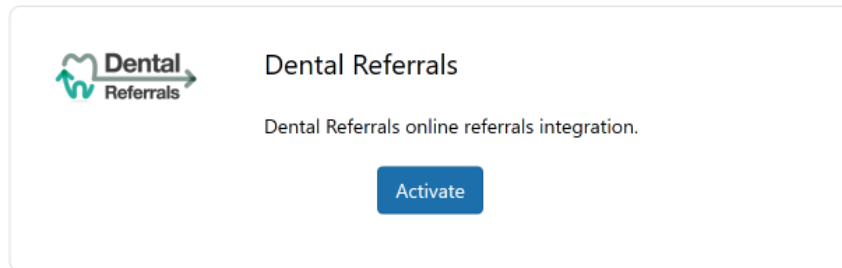 Dental
Referrals
Dental Referrals
Dental Referrals online referrals integration.
Activate